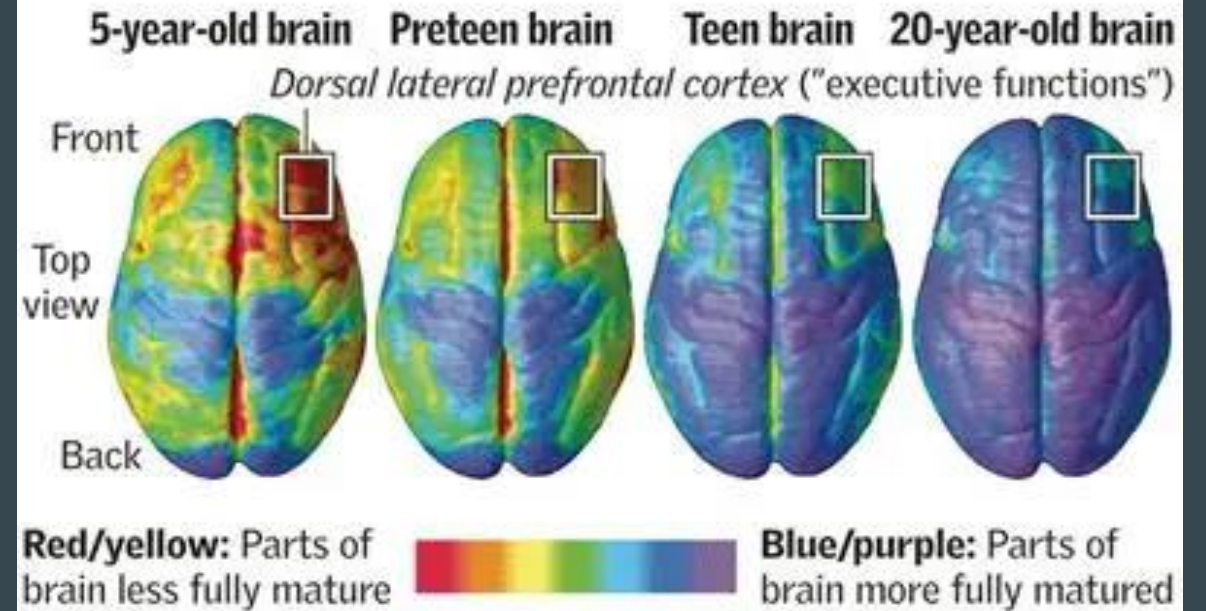 5-year-old brain Preteen brain Teen brain 20-year-old brain
Dorsal lateral prefrontal cortex ("executive functions")
Front
Top
view
Back
Red/yellow: Parts of
brain less fully mature
Blue/purple: Parts of
brain more fully matured